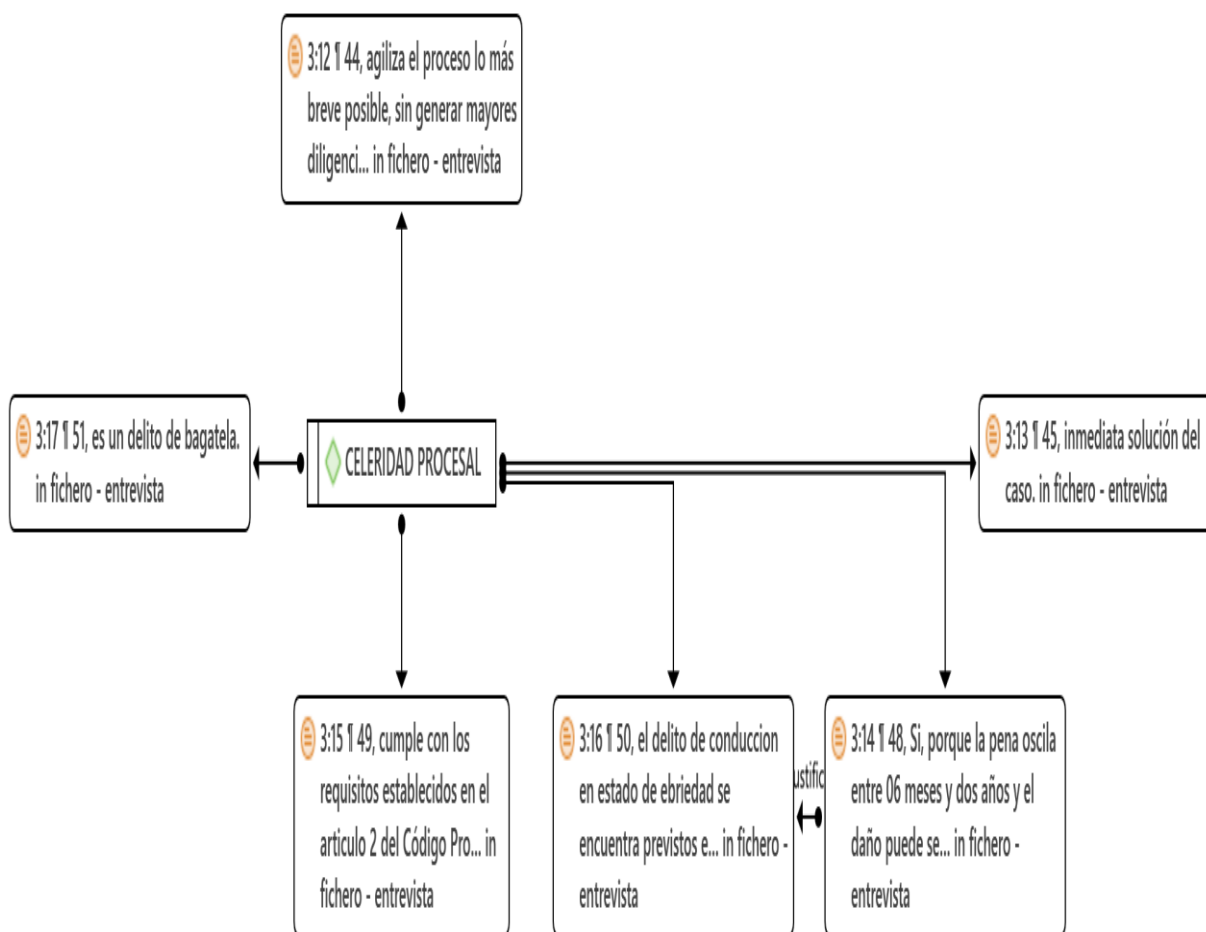 3:12 ¶ 44, agiliza el proceso lo más
breve posible, sin generar mayores
diligenci... in fichero - entrevista
3:17 ¶ 51, es un delito de bagatela.
in fichero - entrevista
CELERIDAD PROCESAL
3:13 ¶ 45, inmediata solución del
caso. in fichero - entrevista
3:15 ¶ 49, cumple con los
requisitos establecidos en el
articulo 2 del Código Pro... in
fichero - entrevista
3:16 ¶ 50, el delito de conduccion
en estado de ebriedad se
encuentra previstos e... in fichero -
entrevista
ustific
3:14 ¶ 48, Si, porque la pena oscila
entre 06 meses y dos años y el
daño puede se... in fichero -
entrevista